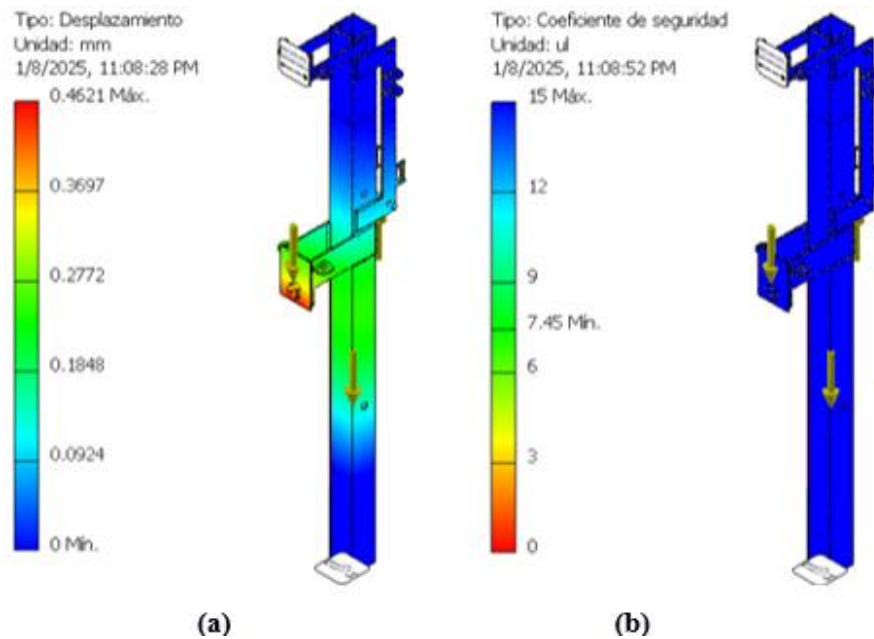 Tipo: Desplazamiento
Unidad: mm
1/8/2025, 11:08:28 PM
0.4621 Máx.
0.3697
0.2772
0.1848
0.0924
0 Mín.
(a)
Tipo: Coeficiente de seguridad
Unidad: ul
1/8/2025, 11:08:52 PM
15 Máx.
12
9
7.45 Mín.
6
3
0
(b)